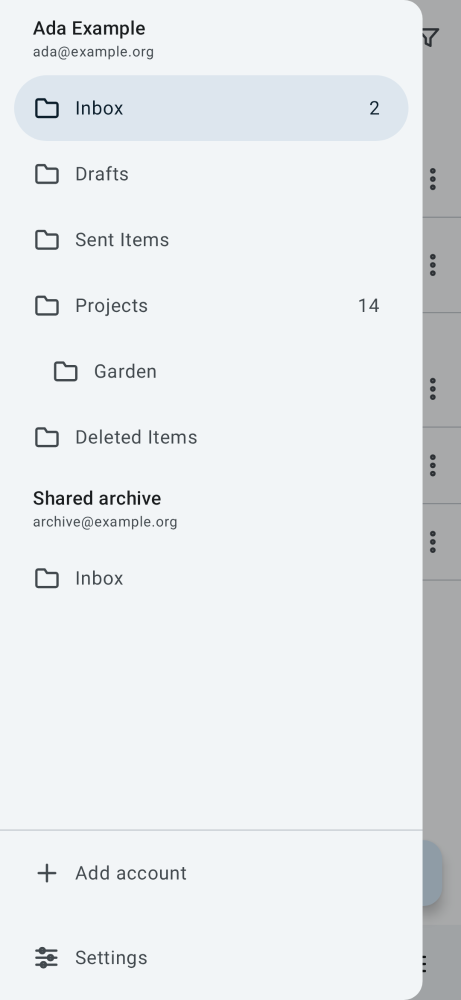 Ada Example
ada@example.org
Inbox 2
Drafts
Sent Items
Projects 14
Garden
Deleted Items
Shared archive
archive@example.org
Inbox
Add account
Settings